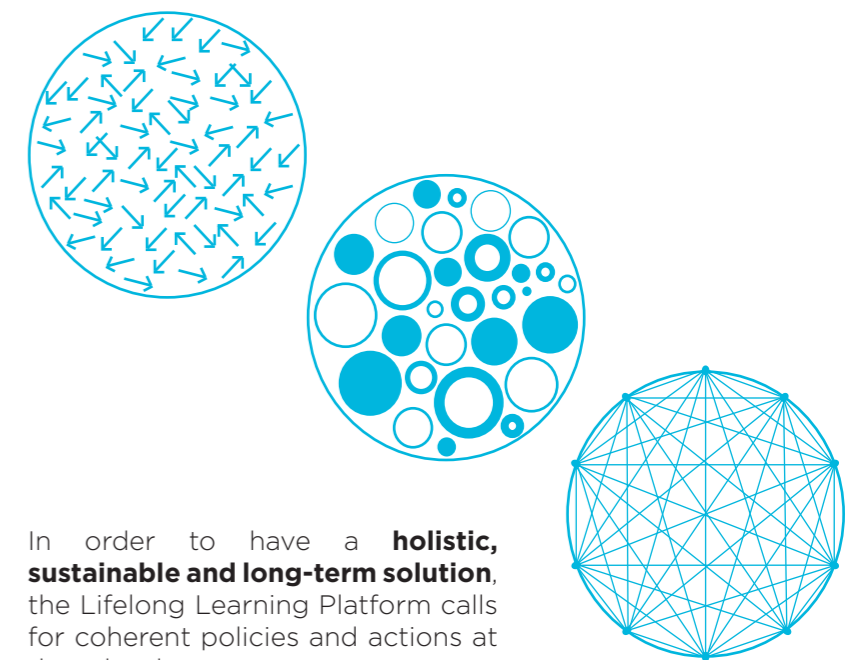 In order to have a holistic,
sustainable and long-term solution,
the Lifelong Learning Platform calls
for coherent policies and actions at